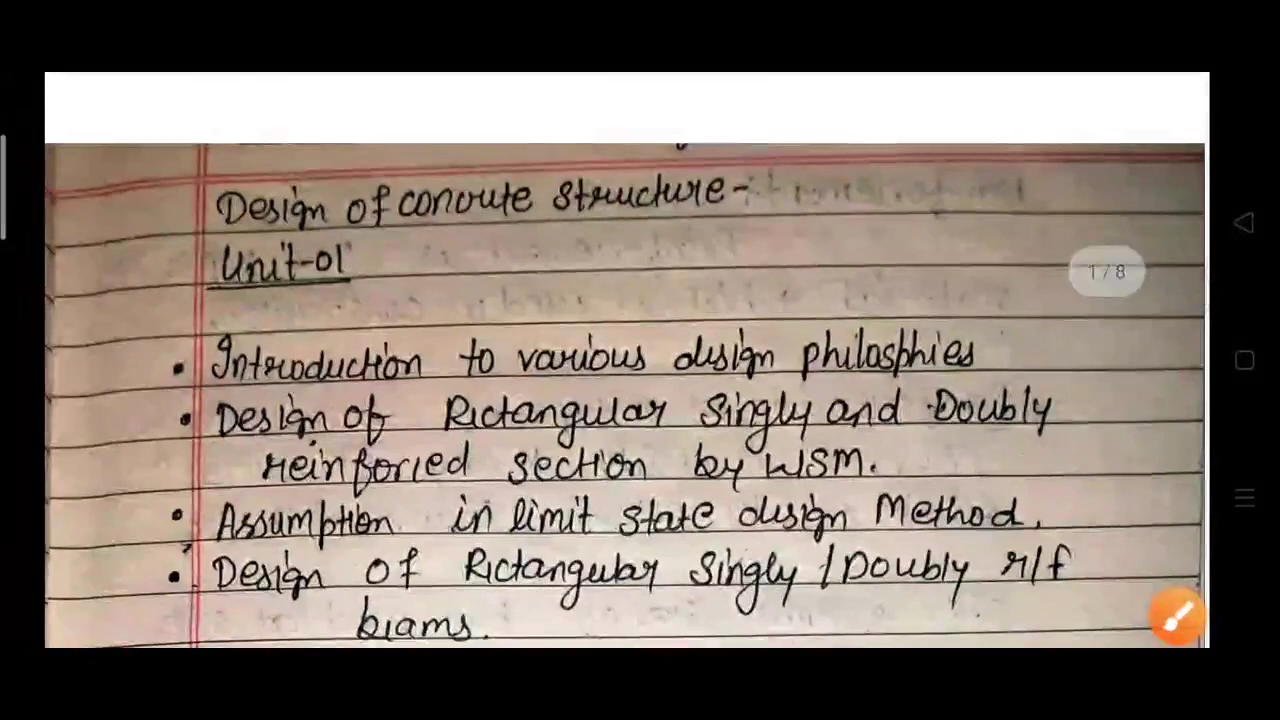 Design of concrete structure-
Unit-01
1/8
• Introduction to various design philosphies
• Design of Rectangular Singly and Doubly
reinforced section by WSM.
• Assumption in limit state design Method.
• Design of Rectangular Singly/Doubly r/f
beams.